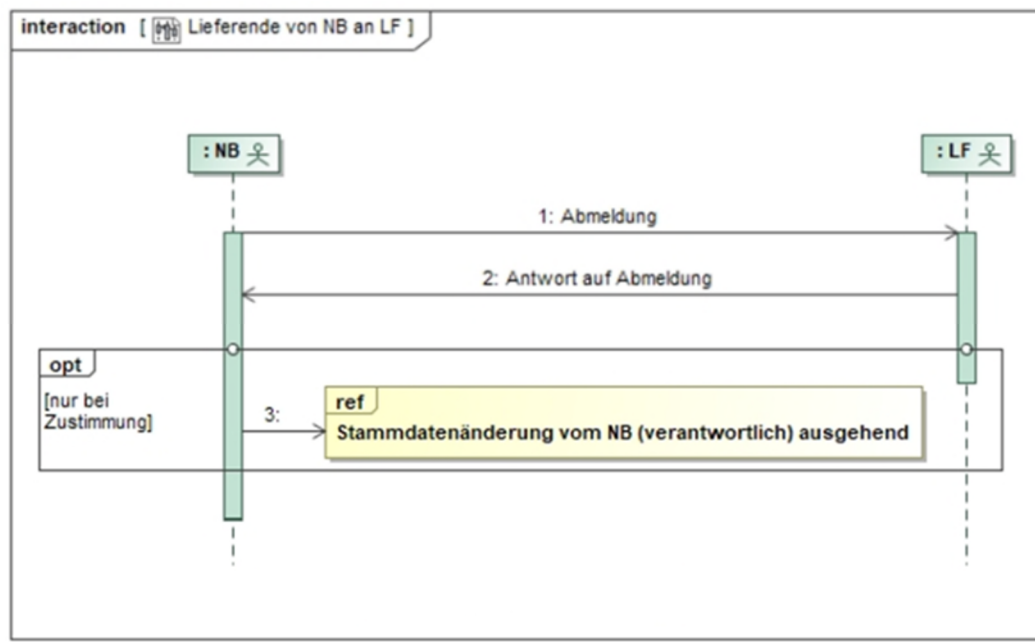 interaction [ Lieferende von NB an LF ]
: NB
: LF
1: Abmeldung
2: Antwort auf Abmeldung
opt
[nur bei
Zustimmung]
3:
ref
Stammdatenänderung vom NB (verantwortlich) ausgehend